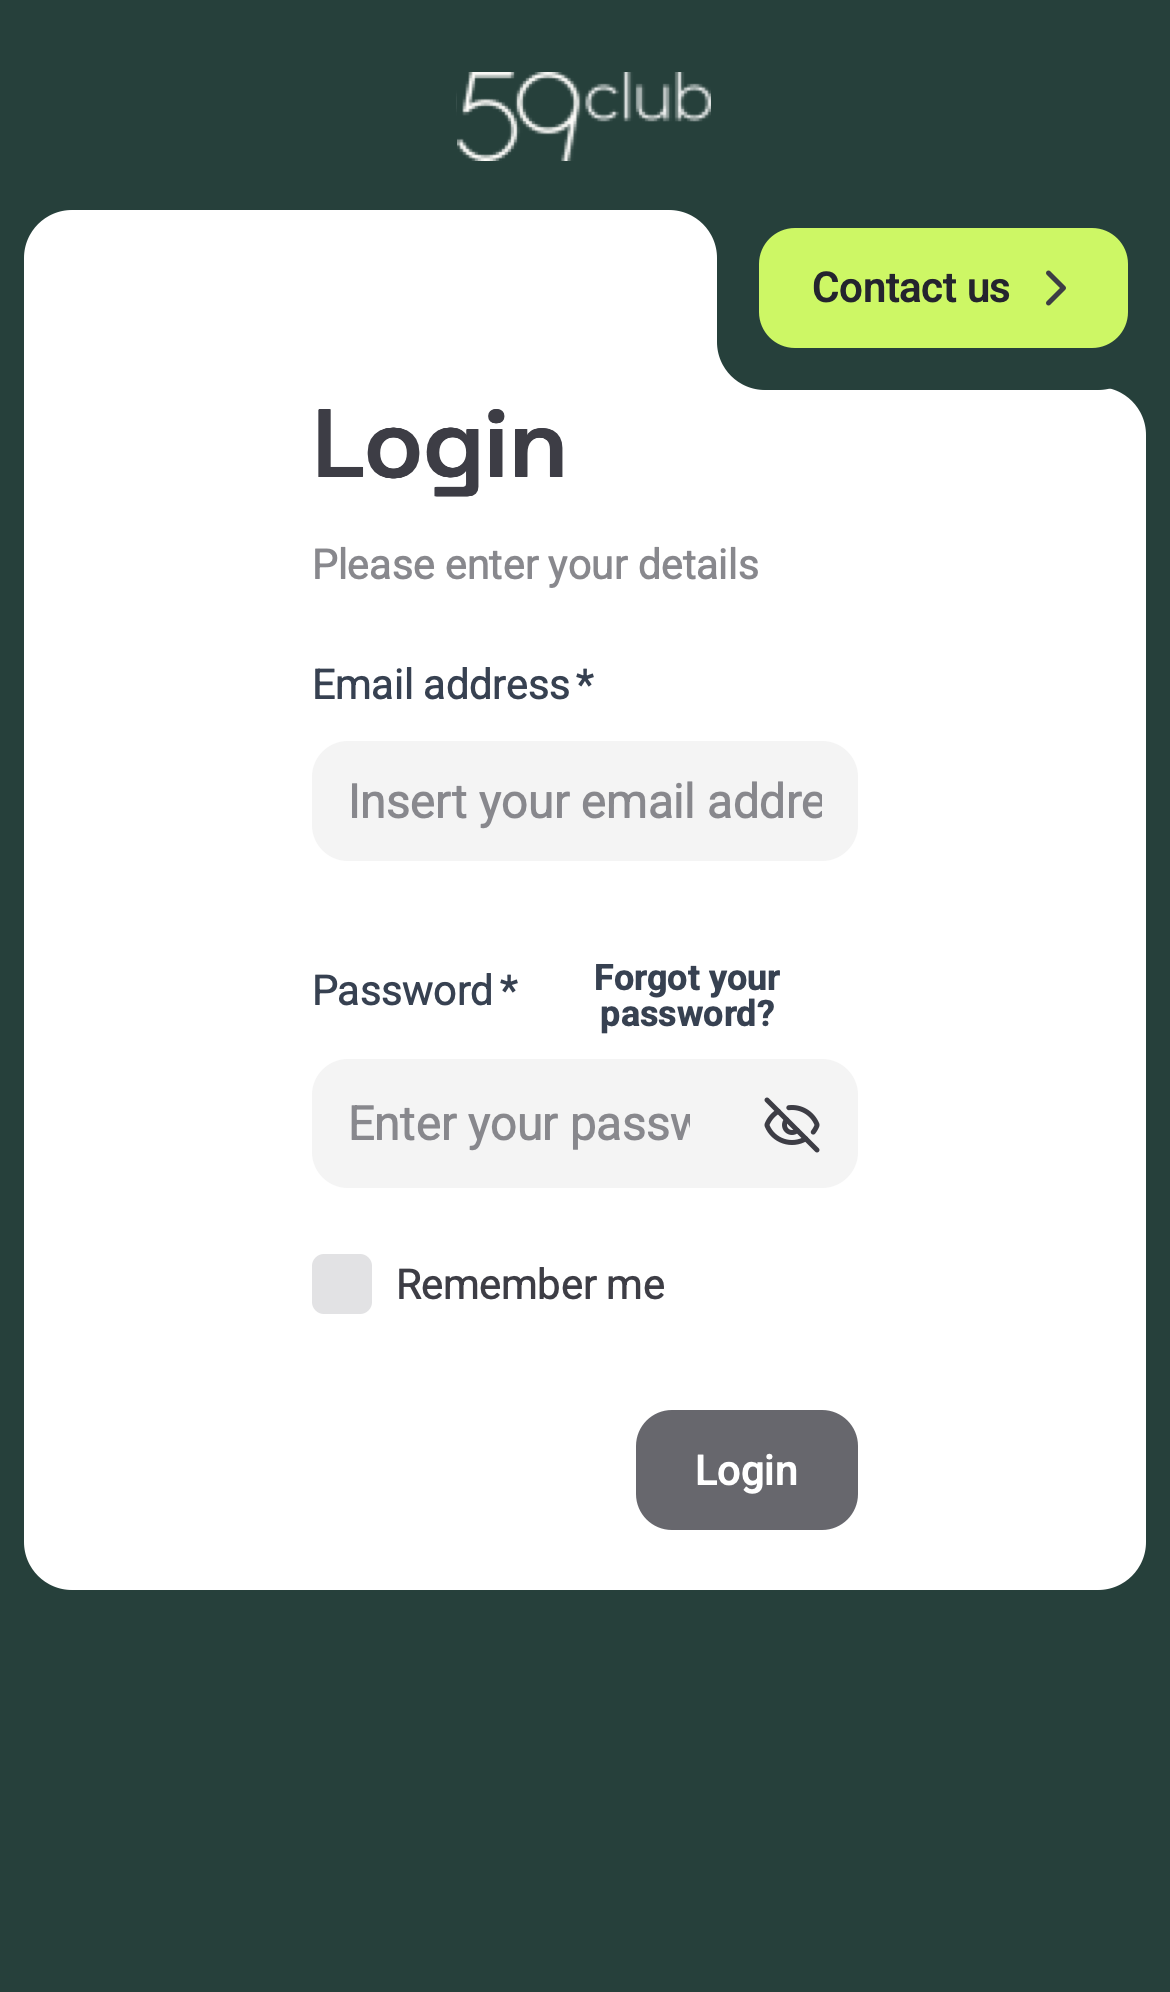 59club
Contact us
Login
Please enter your details
Email address *
Insert your email addre
Password *
Forgot your
password?
Enter your passw
Remember me
Login